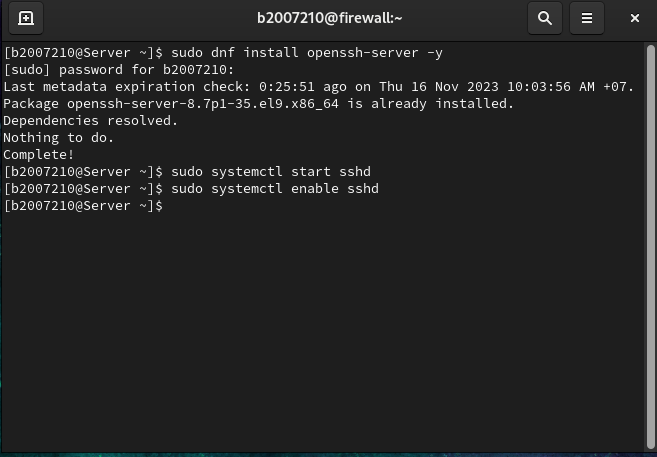 b2007210@firewall:~
[b2007210@Server ~]$ sudo dnf install openssh-server -y
[sudo] password for b2007210:
Last metadata expiration check: 0:25:51 ago on Thu 16 Nov 2023 10:03:56 AM +07.
Package openssh-server-8.7p1-35.el9.x86_64 is already installed.
Dependencies resolved.
Nothing to do.
Complete!
[b2007210@Server ~]$ sudo systemctl start sshd
[b2007210@Server ~]$ sudo systemctl enable sshd
[b2007210@Server ~]$